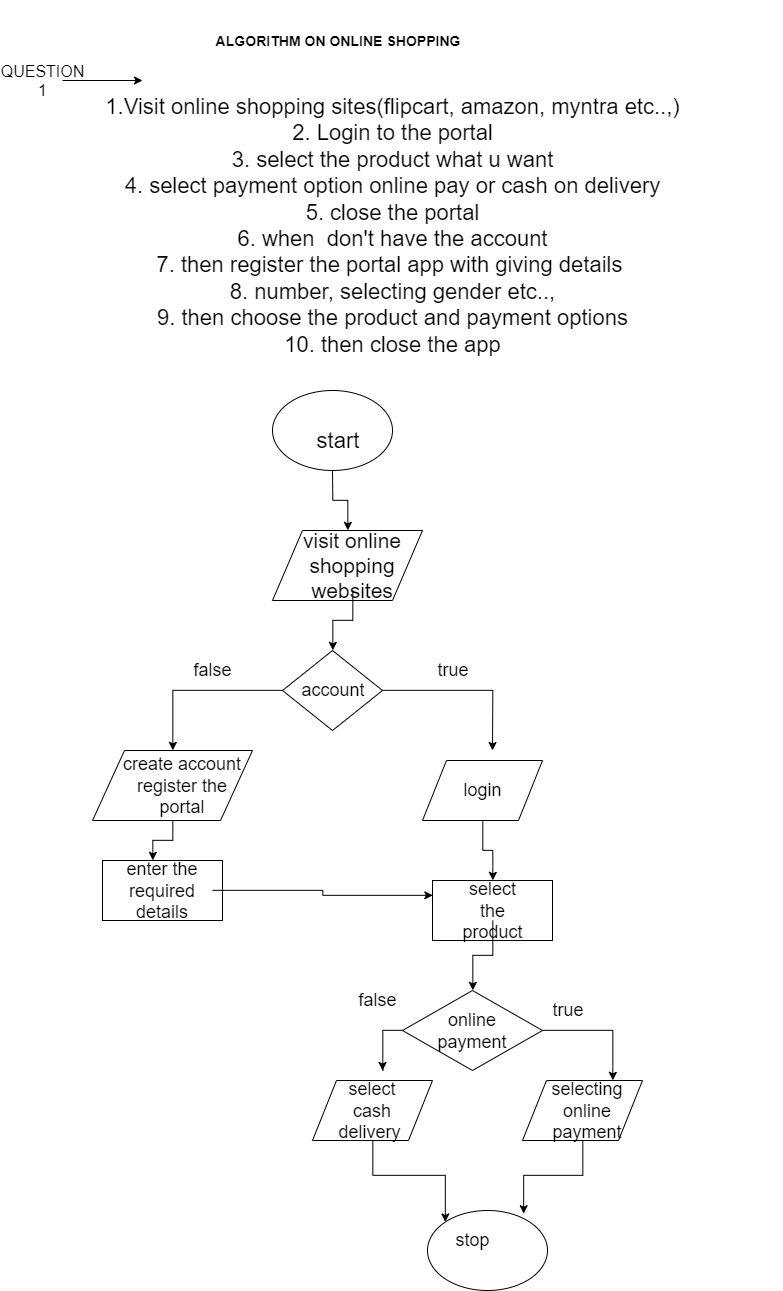 ALGORITHM ON ONLINE SHOPPING
QUESTION
1
1.Visit online shopping sites(flipcart, amazon, myntra etc..,)
2. Login to the portal
3. select the product what u want
4. select payment option online pay or cash on delivery
5. close the portal
6. when  don't have the account
7. then register the portal app with giving details
8. number, selecting gender etc..,
9. then choose the product and payment options
10. then close the app
start
visit online
shopping
websites
false
true
account
create account
register the
portal
login
enter the
required
details
select
the
product
false
true
online
payment
select
cash
delivery
selecting
online
payment
stop